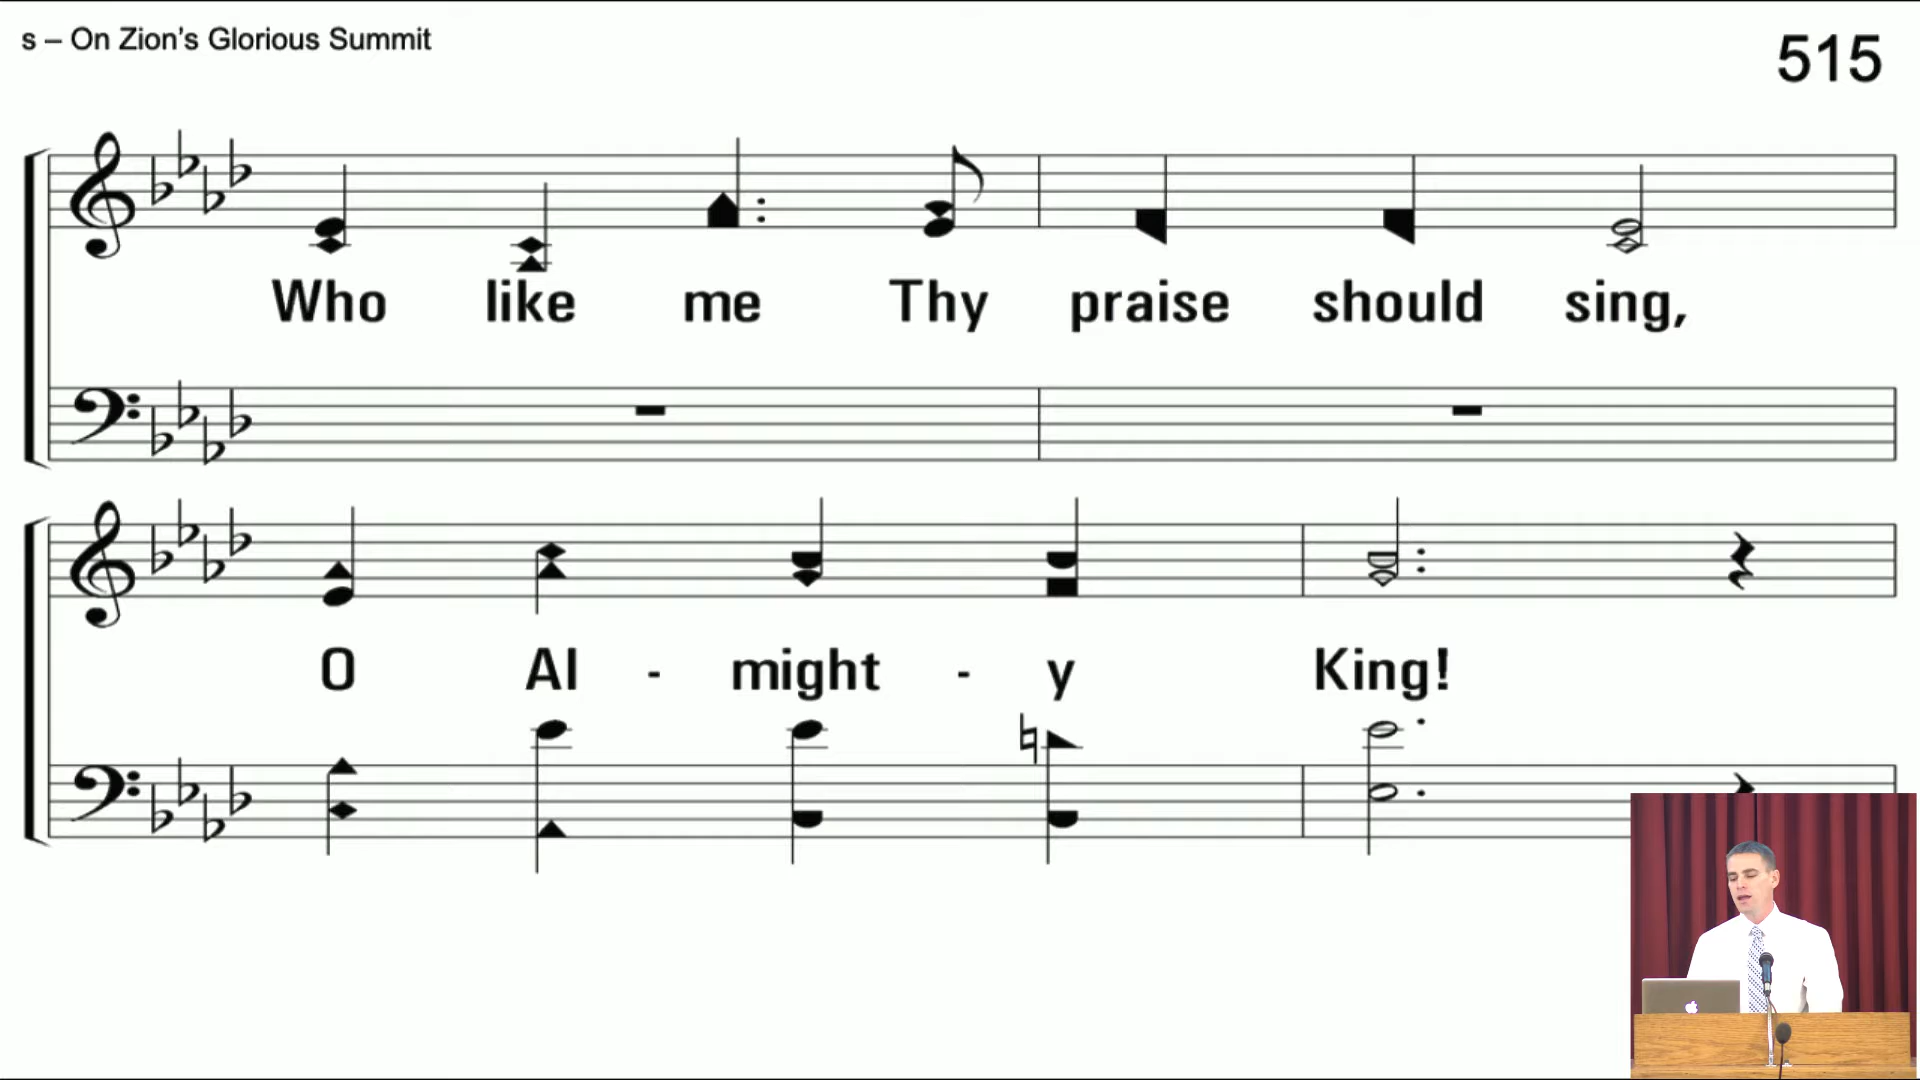 s – On Zion's Glorious Summit
515
Who like me Thy praise should sing,
O Al - might - y King!